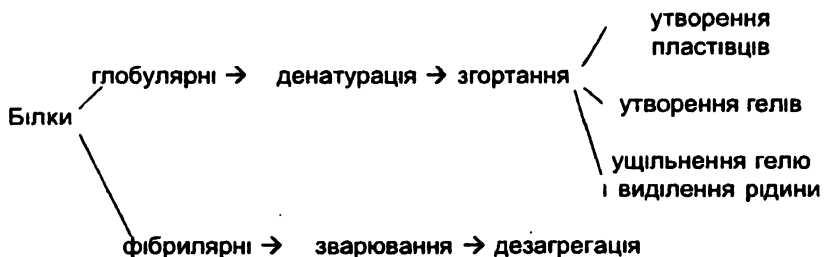 утворення
пластівців
глобулярні → денатурація → згортання
утворення гелів
Білки
ущільнення гелю
і виділення рідини
фібрилярні → зварювання → дезагрегація